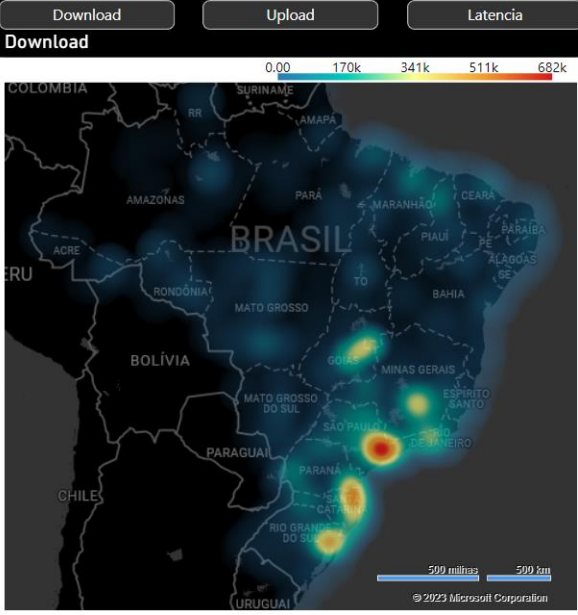 Download Upload Latencia
Download
0.00 170k 341k 511k 682k
COLOMBIA
SURINAME
RR
AMAPÁ
AMAZONAS
PARÁ
MARANHÃO
CEARÁ
PARAÍBA
BRASIL
PIAUÍ
PE
ACRE
ALAGOAS
SE
ERU
RONDÔNIA
TO
BAHIA
MATO GROSSO
GOIÁS
BOLÍVIA
MINAS GERAIS
MATO GROSSO
DO SUL
ESPÍRITO
SANTO
SÃO PAULO
RIO
DE JANEIRO
PARAGUAI
PARANÁ
CHILE
SANTA
CATARINA
RIO GRANDE
DO SUL
500 milhas 500 km
URUGUAI
© 2023 Microsoft Corporation